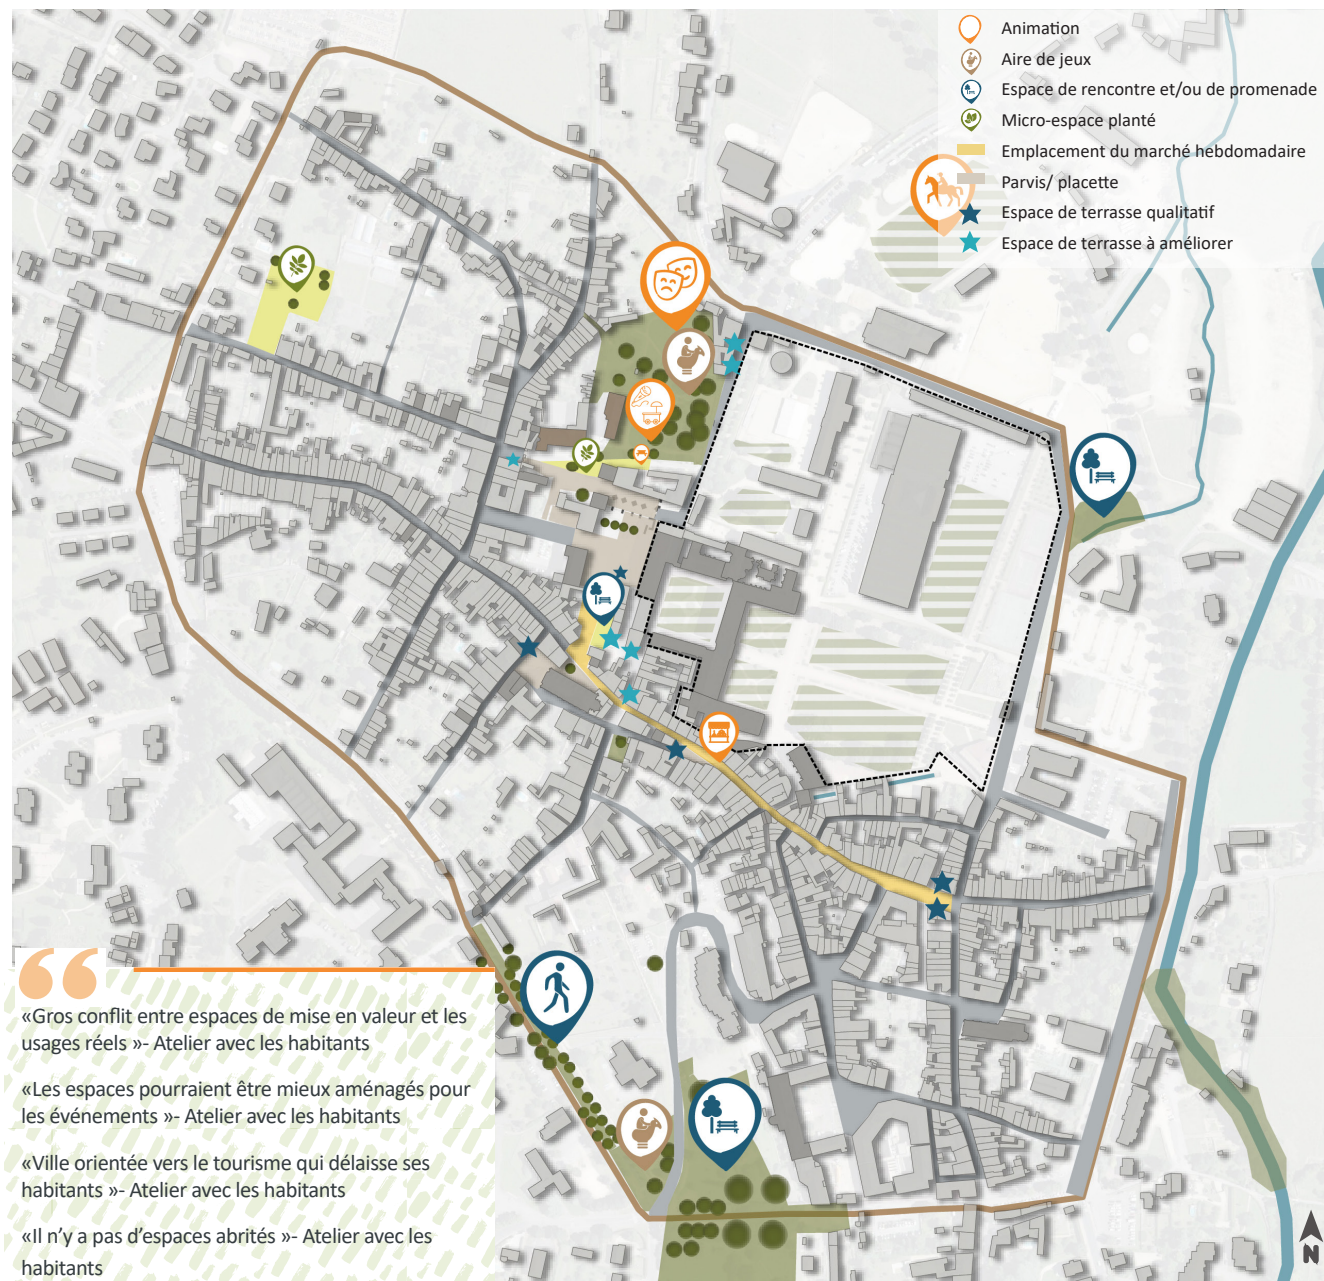 Animation
Aire de jeux
Espace de rencontre et/ou de promenade
Micro-espace planté
Emplacement du marché hebdomadaire
Parvis/ placette
Espace de terrasse qualitatif
Espace de terrasse à améliorer
«Gros conflit entre espaces de mise en valeur et les
usages réels »- Atelier avec les habitants
«Les espaces pourraient être mieux aménagés pour
les événements »- Atelier avec les habitants
«Ville orientée vers le tourisme qui délaisse ses
habitants »- Atelier avec les habitants
«Il n’y a pas d’espaces abrités »- Atelier avec les
habitants
N